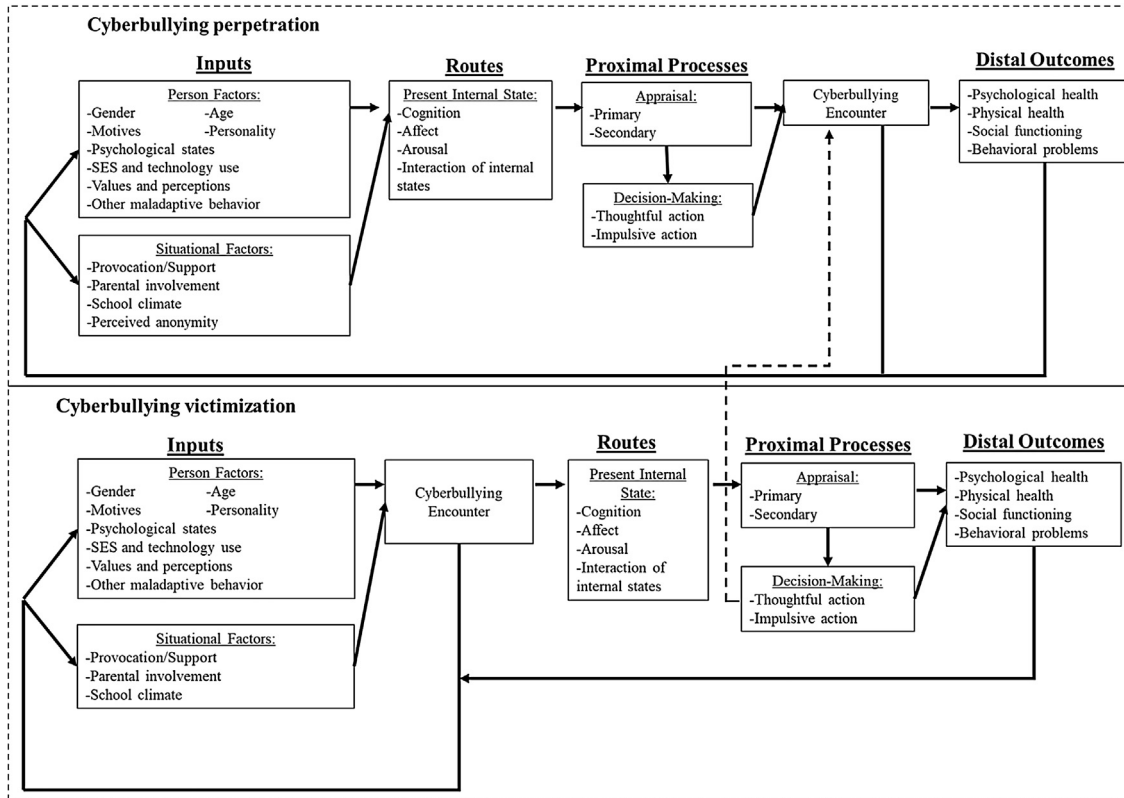 Cyberbullying perpetration
Inputs
Person Factors:
-Gender -Age
-Motives -Personality
-Psychological states
-SES and technology use
-Values and perceptions
-Other maladaptive behavior
Situational Factors:
-Provocation/Support
-Parental involvement
-School climate
-Perceived anonymity
Routes
Present Internal State:
-Cognition
-Affect
-Arousal
-Interaction of internal
states
Proximal Processes
Appraisal:
-Primary
-Secondary
Decision-Making:
-Thoughtful action
-Impulsive action
Cyberbullying
Encounter
Distal Outcomes
-Psychological health
-Physical health
-Social functioning
-Behavioral problems
Cyberbullying victimization
Inputs
Person Factors:
-Gender -Age
-Motives -Personality
-Psychological states
-SES and technology use
-Values and perceptions
-Other maladaptive behavior
Situational Factors:
-Provocation/Support
-Parental involvement
-School climate
Cyberbullying
Encounter
Routes
Present Internal
State:
-Cognition
-Affect
-Arousal
-Interaction of
internal states
Proximal Processes
Appraisal:
-Primary
-Secondary
Decision-Making:
-Thoughtful action
-Impulsive action
Distal Outcomes
-Psychological health
-Physical health
-Social functioning
-Behavioral problems